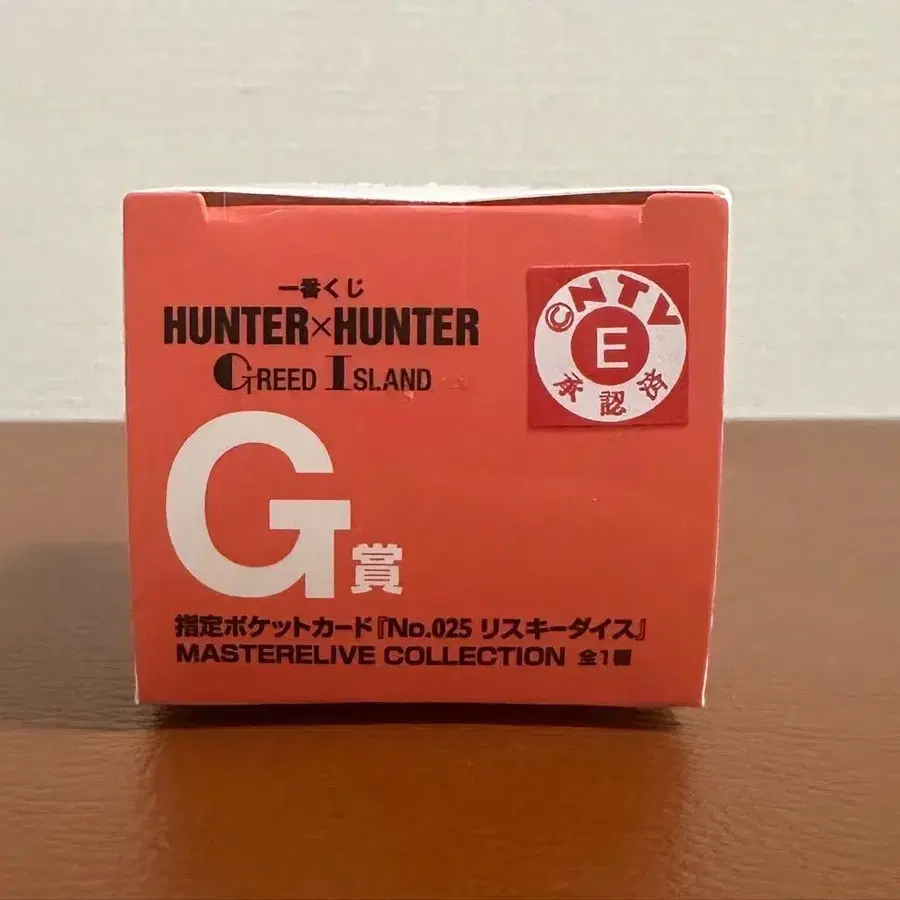 一番くじ
HUNTER×HUNTER
GREED ISLAND
G賞
指定ポケットカード『No.025 リスキーダイス』
MASTERELIVE COLLECTION 全1種
©NTV
E
承認済